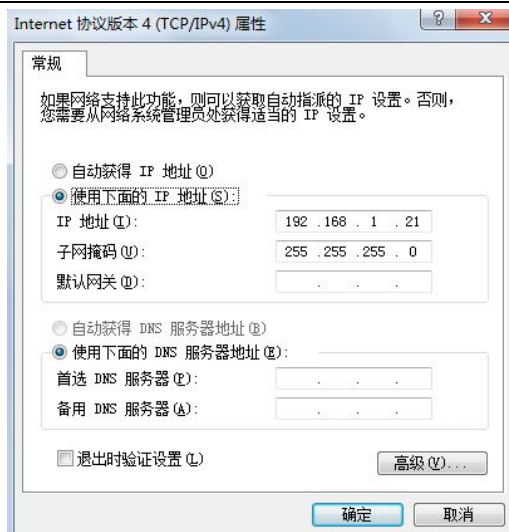 Internet 协议版本 4 (TCP/IPv4) 属性
常规
如果网络支持此功能，则可以获取自动指派的 IP 设置。否则，
您需要从网络系统管理员处获得适当的 IP 设置。
自动获得 IP 地址(O)
使用下面的 IP 地址(S):
IP 地址(I): 192 .168 . 1 . 21
子网掩码(U): 255 .255 .255 . 0
默认网关(D): . . .
自动获得 DNS 服务器地址(B)
使用下面的 DNS 服务器地址(E):
首选 DNS 服务器(P): . . .
备用 DNS 服务器(A): . . .
退出时验证设置(L)
高级(V)...
确定 取消